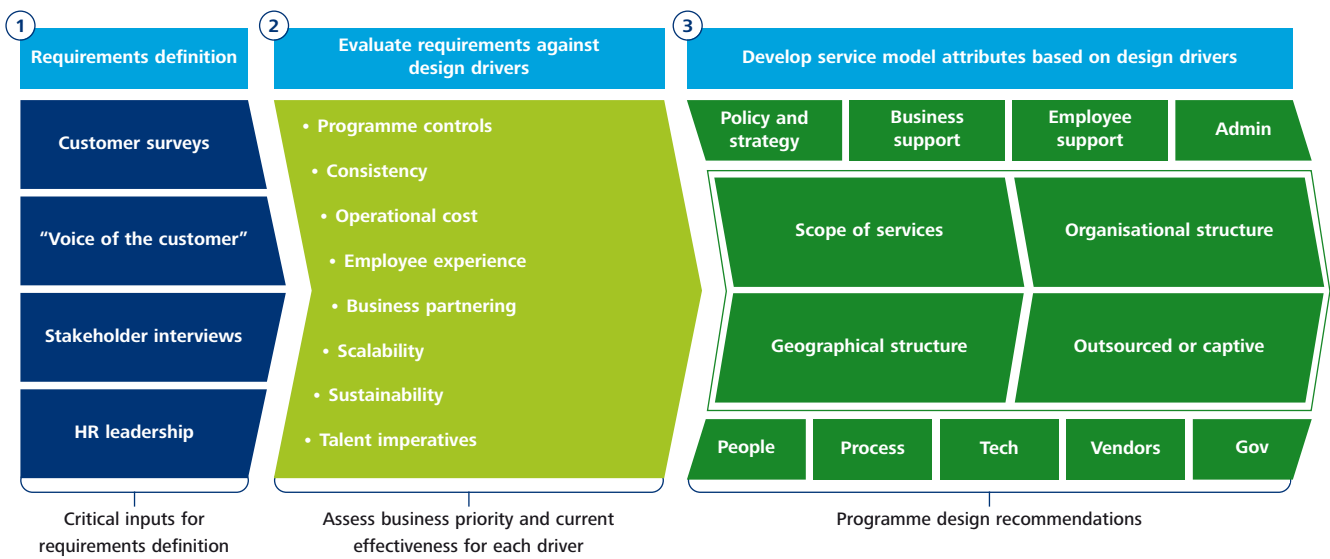 1
Requirements definition
Customer surveys
“Voice of the customer”
Stakeholder interviews
HR leadership
Critical inputs for
requirements definition
2
Evaluate requirements against
design drivers
• Programme controls
• Consistency
• Operational cost
• Employee experience
• Business partnering
• Scalability
• Sustainability
• Talent imperatives
Assess business priority and current
effectiveness for each driver
3
Develop service model attributes based on design drivers
Policy and
strategy
Business
support
Employee
support
Admin
Scope of services
Organisational structure
Geographical structure
Outsourced or captive
People
Process
Tech
Vendors
Gov
Programme design recommendations